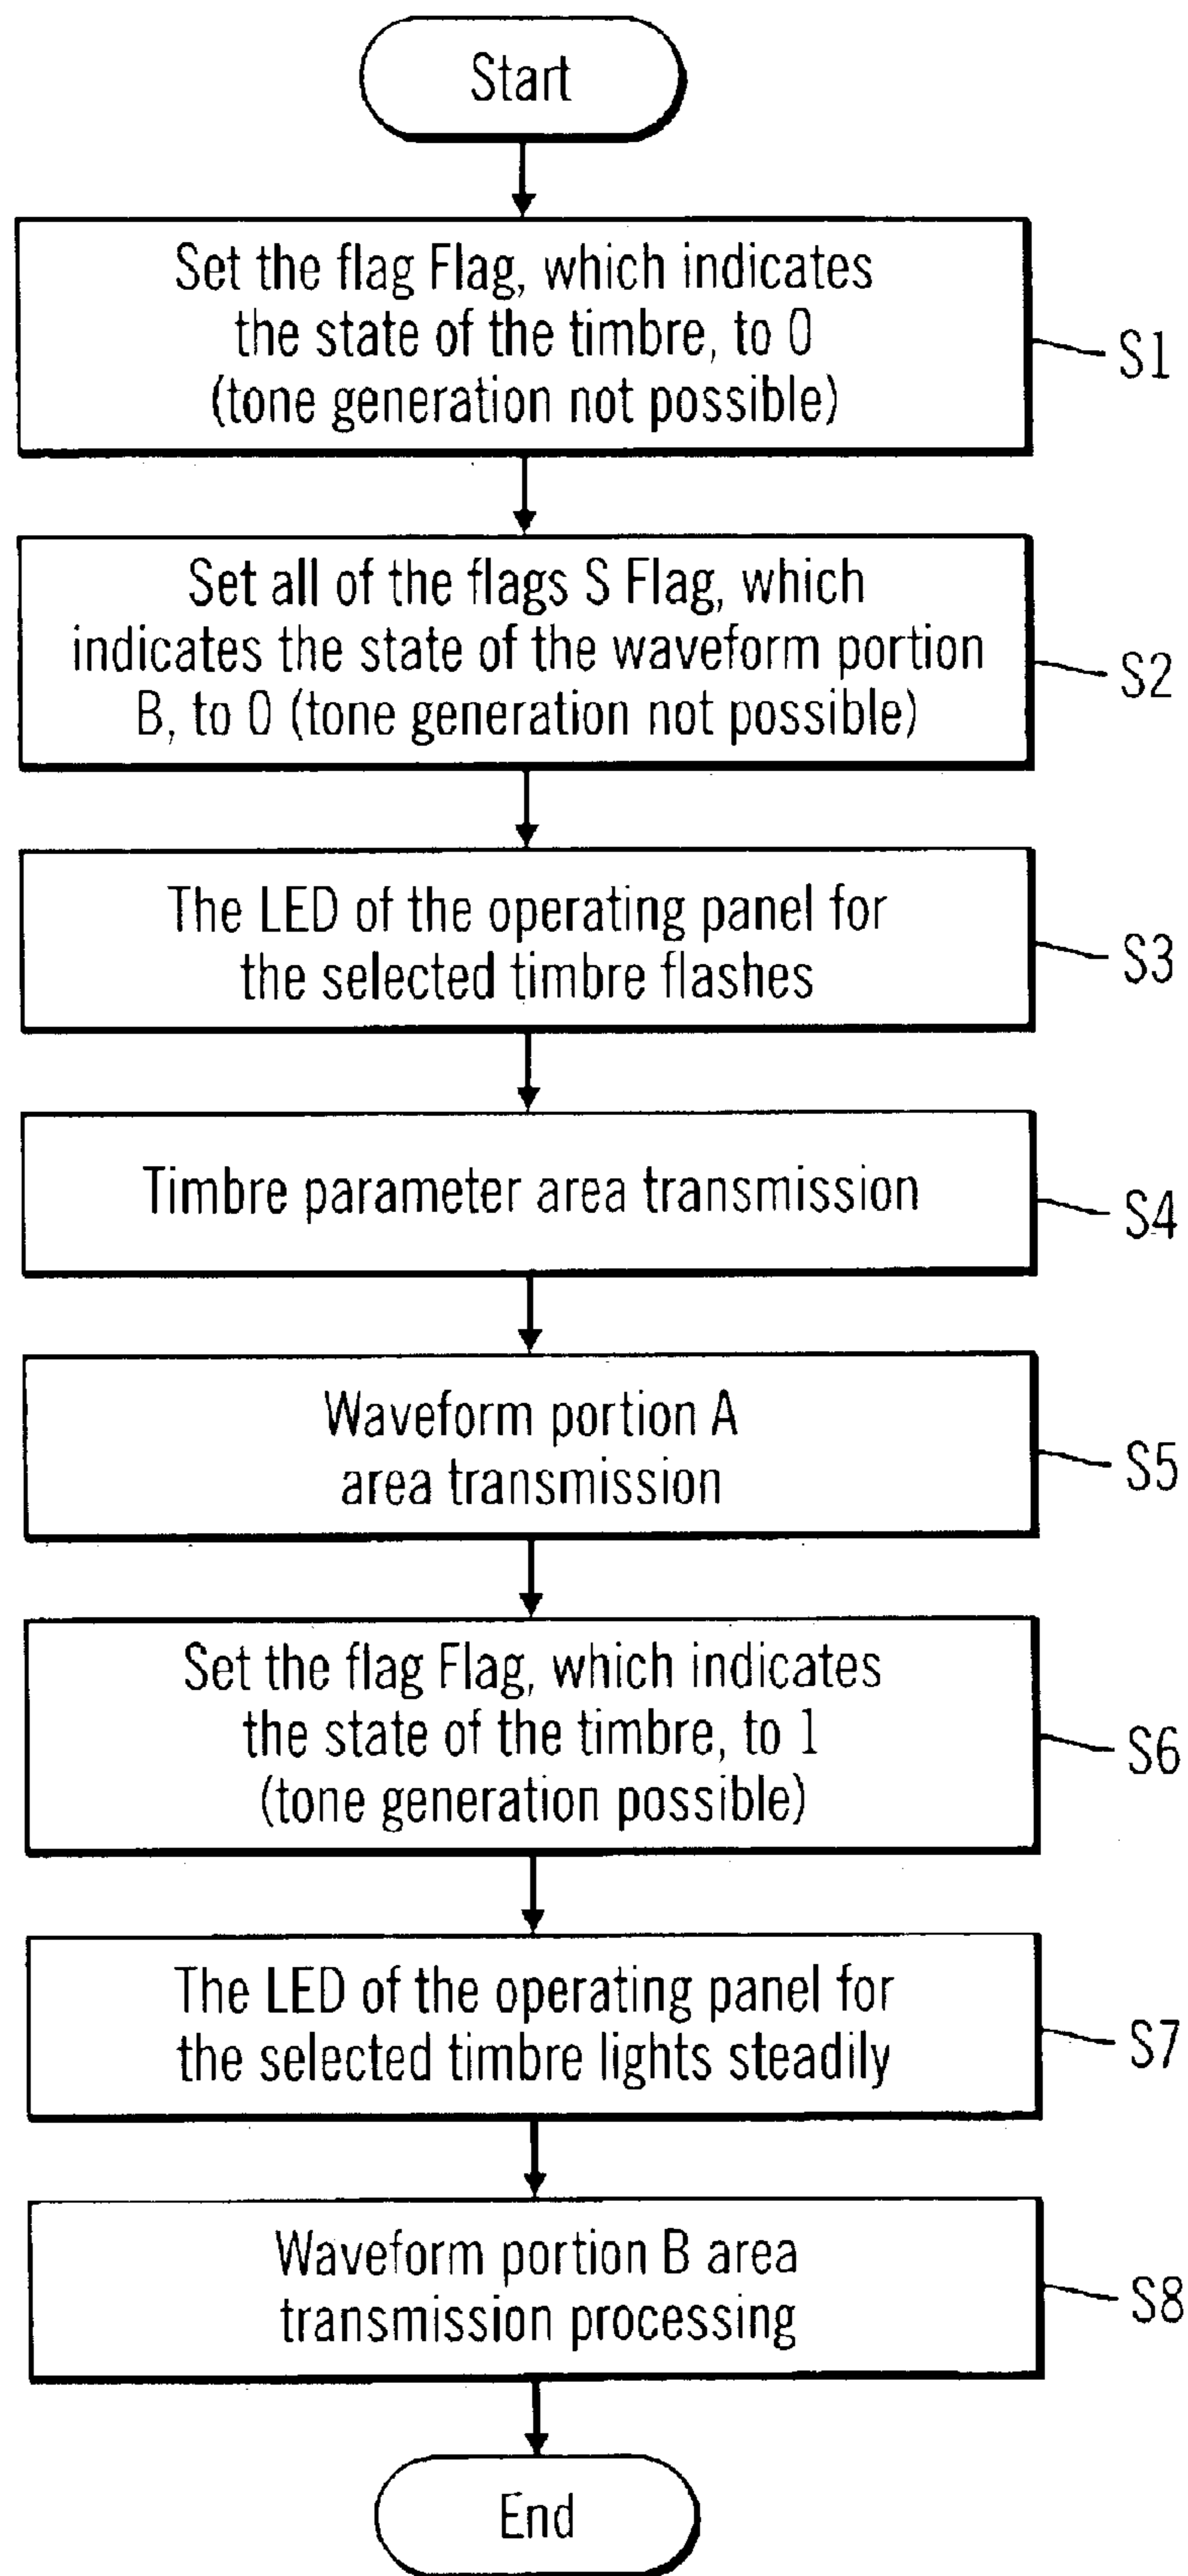 Start
Set the flag Flag, which indicates
the state of the timbre, to 0
(tone generation not possible)
S1
Set all of the flags S Flag, which
indicates the state of the waveform portion
B, to 0 (tone generation not possible)
S2
The LED of the operating panel for
the selected timbre flashes
S3
Timbre parameter area transmission
S4
Waveform portion A
area transmission
S5
Set the flag Flag, which indicates
the state of the timbre, to 1
(tone generation possible)
S6
The LED of the operating panel for
the selected timbre lights steadily
S7
Waveform portion B area
transmission processing
S8
End